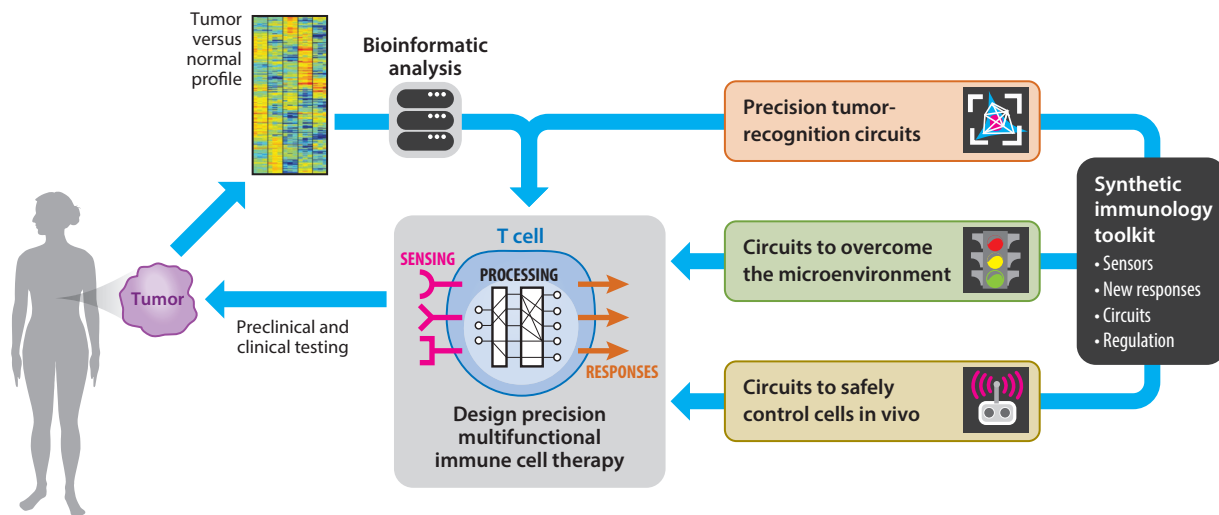 Tumor
versus
normal
profile
Bioinformatic
analysis
Precision tumor-
recognition circuits
Synthetic
immunology
toolkit
• Sensors
• New responses
• Circuits
• Regulation
T cell
SENSING
PROCESSING
RESPONSES
Design precision
multifunctional
immune cell therapy
Circuits to overcome
the microenvironment
Tumor
Preclinical and
clinical testing
Circuits to safely
control cells in vivo